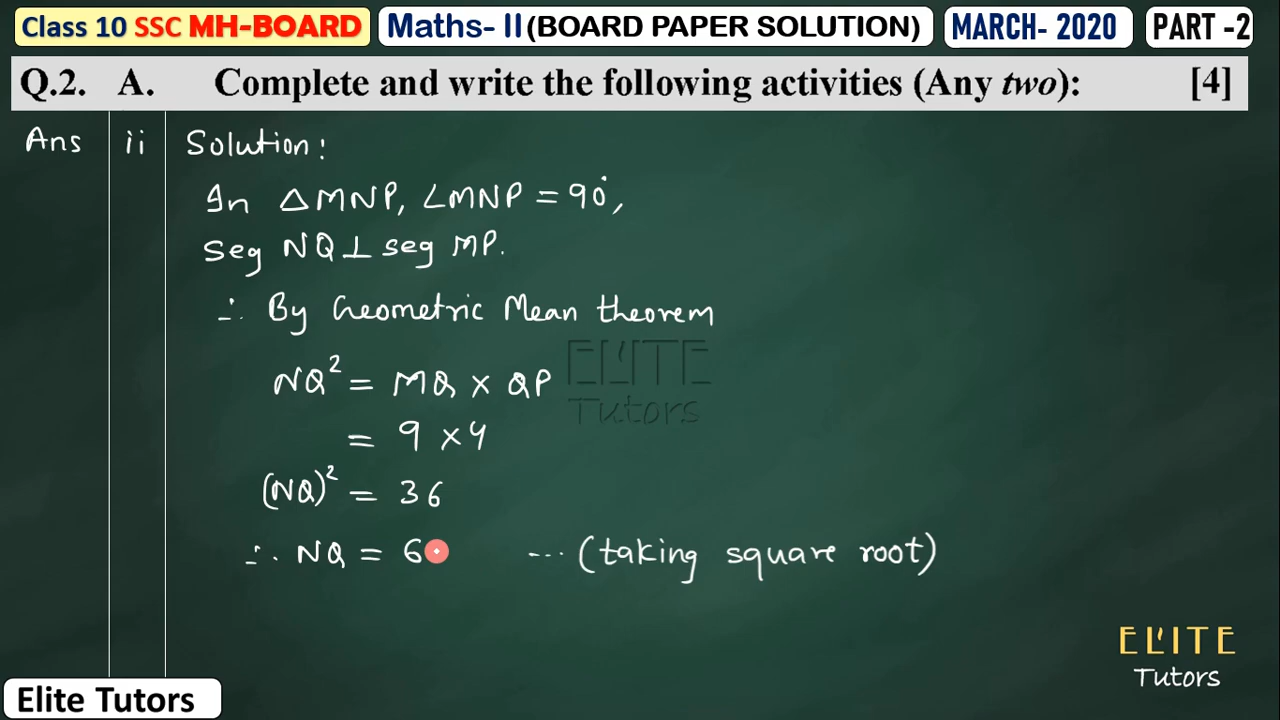 Class 10 SSC MH-BOARD Maths- II (BOARD PAPER SOLUTION) MARCH- 2020 PART -2
Q.2. A. Complete and write the following activities (Any two): [4]
Ans ii Solution:
In △MNP, ∠MNP = 90°,
seg NQ ⊥ seg MP.
∴ By Geometric Mean theorem
NQ² = MQ × QP
= 9 × 4
(NQ)² = 36
∴ NQ = 6 ... (taking square root)
ELITE
Tutors
ELITE
Tutors
Elite Tutors